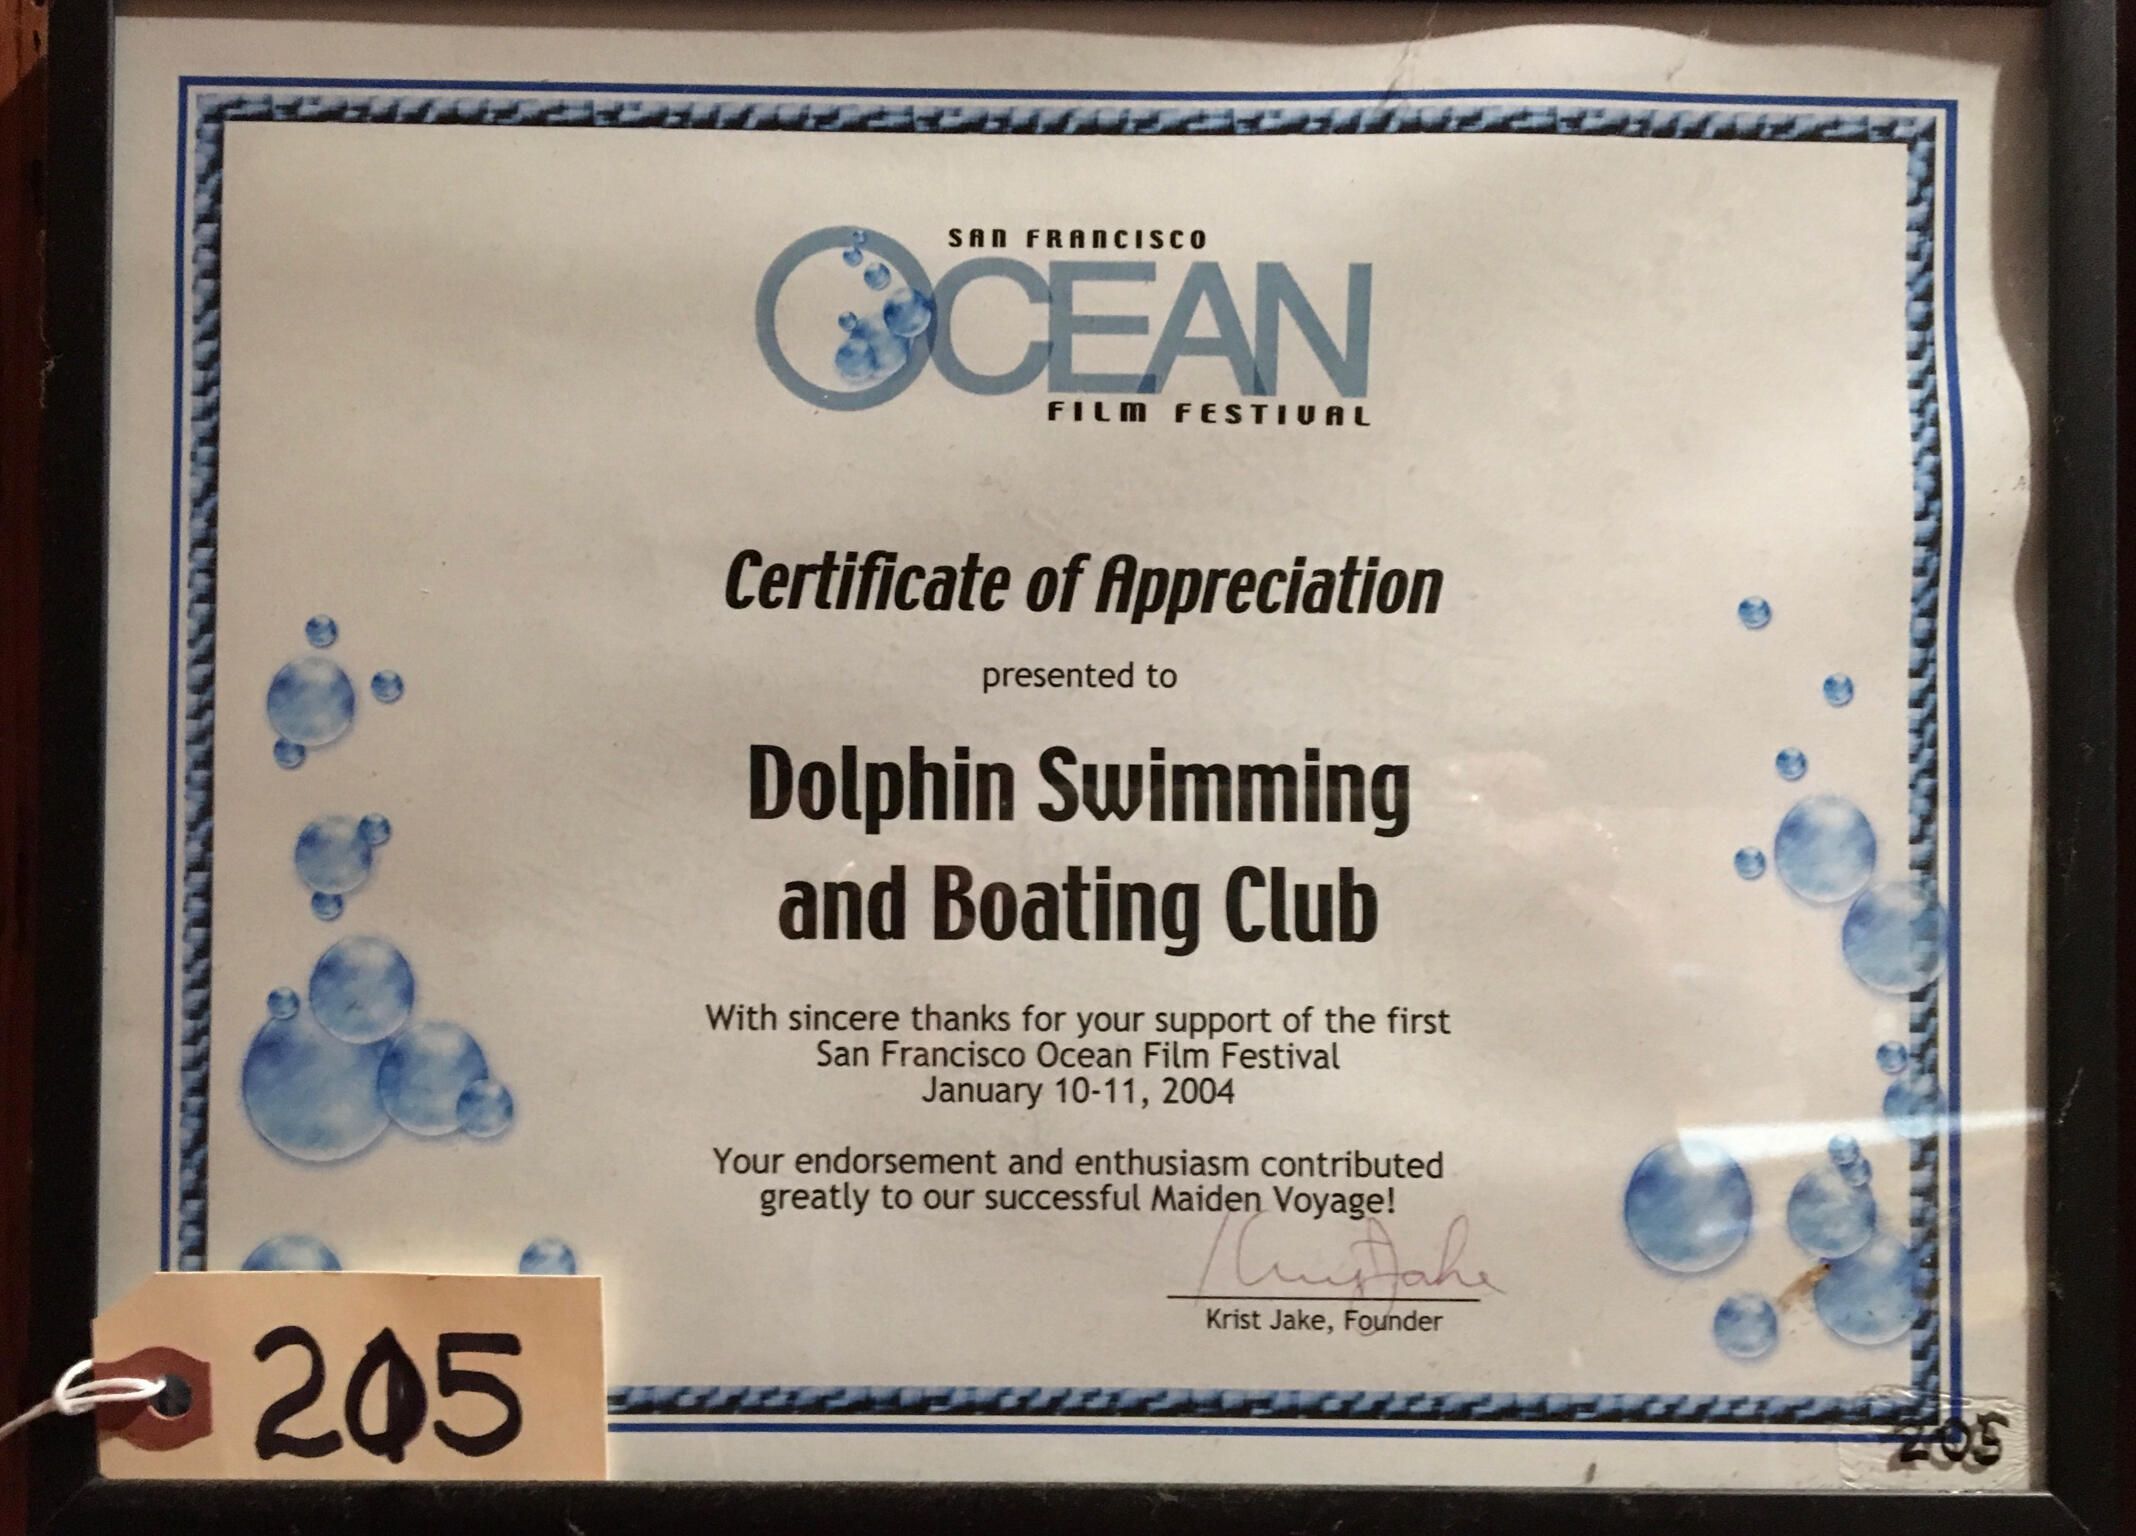 SAN FRANCISCO
OCEAN
FILM FESTIVAL
Certificate of Appreciation
presented to
Dolphin Swimming
and Boating Club
With sincere thanks for your support of the first
San Francisco Ocean Film Festival
January 10-11, 2004
Your endorsement and enthusiasm contributed
greatly to our successful Maiden Voyage!
Krist Jake
Krist Jake, Founder
205
205